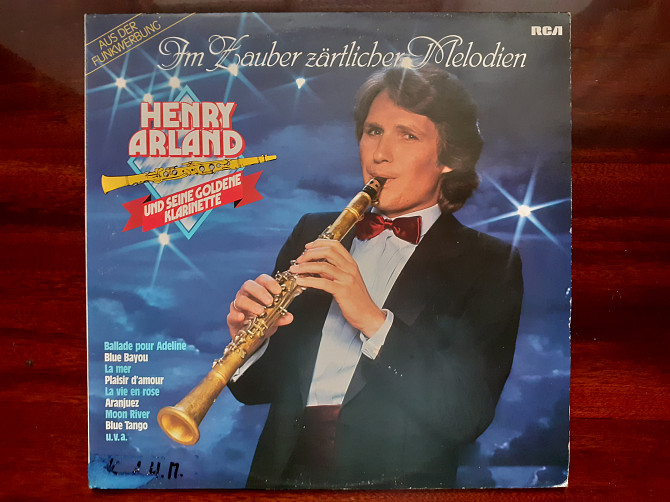 AUS DER
FUNKWERBUNG
RCA
Im Zauber zärtlicher Melodien
HENRY
ARLAND
UND SEINE GOLDENE
KLARINETTE
Ballade pour Adeline
Blue Bayou
La mer
Plaisir d'amour
La vie en rose
Aranjuez
Moon River
Blue Tango
u.v.a.